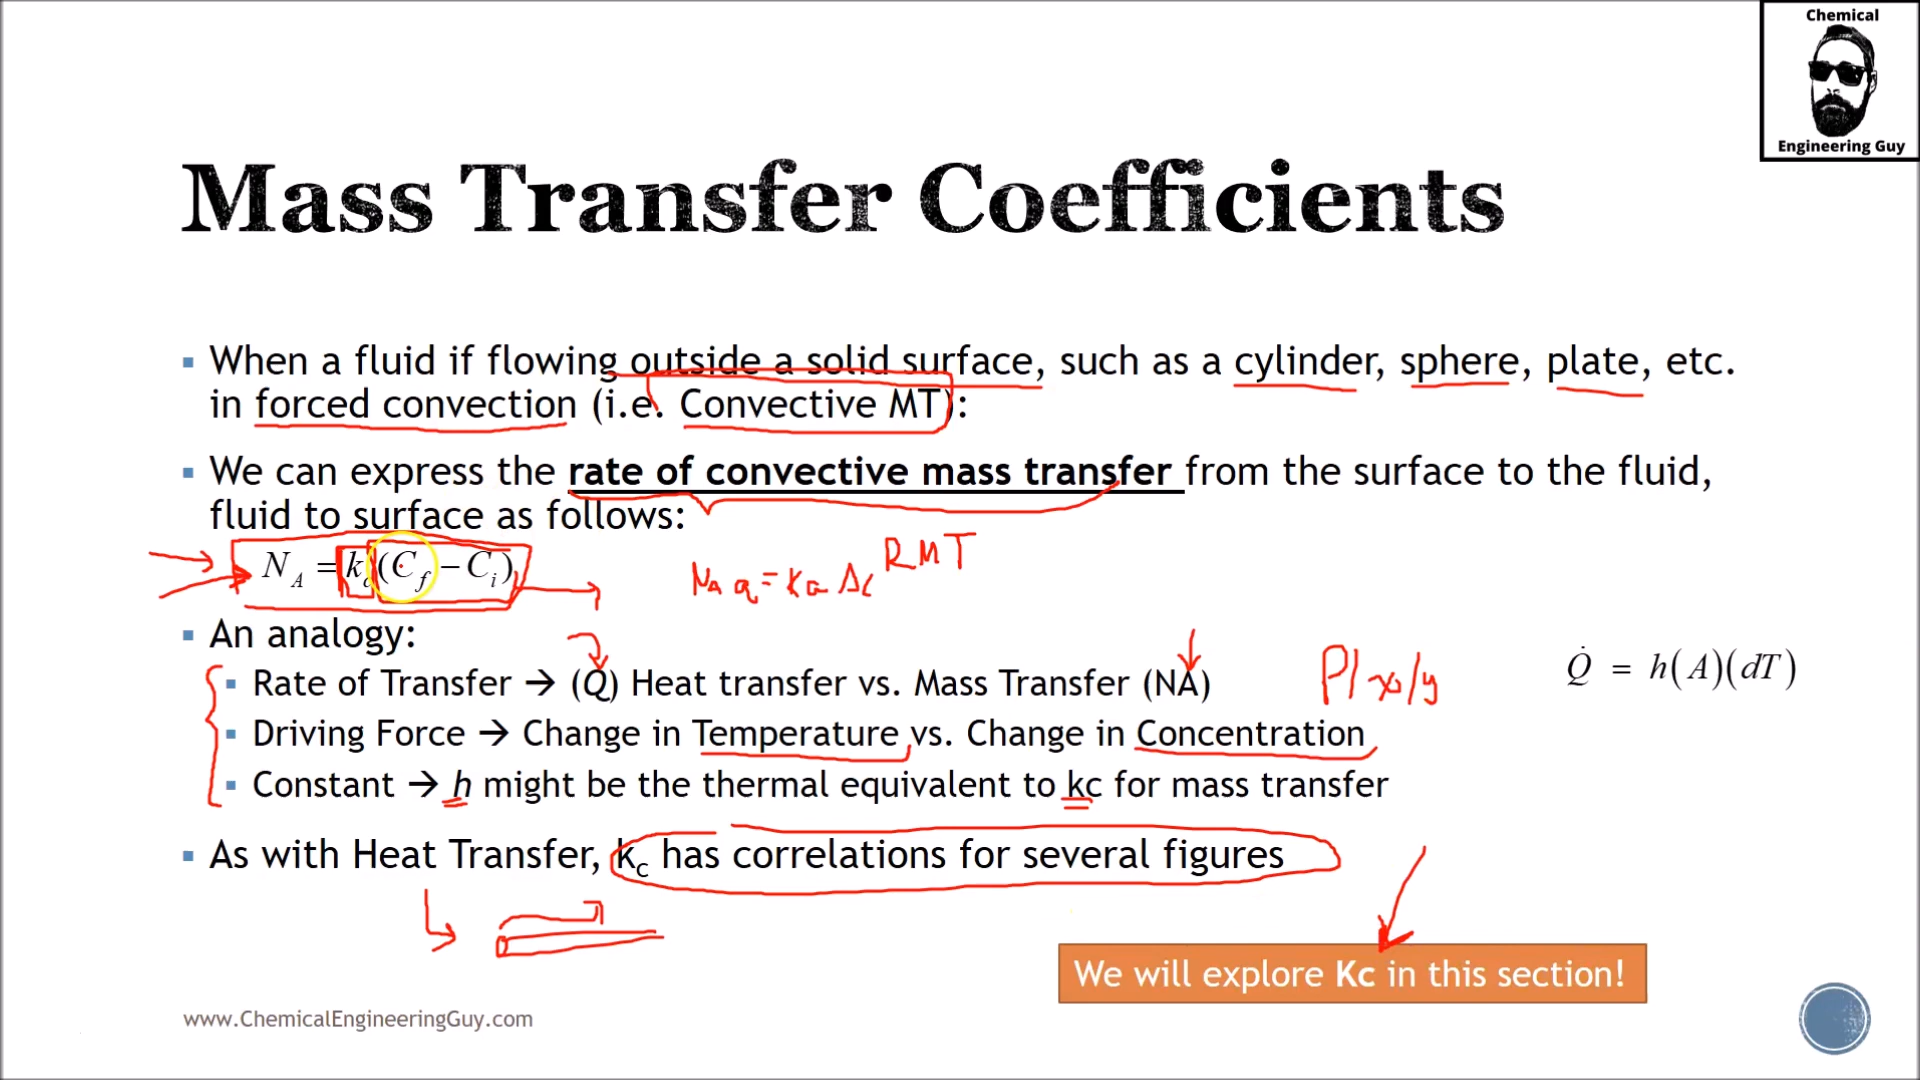 Chemical
Engineering Guy
Mass Transfer Coefficients
▪ When a fluid if flowing outside a solid surface, such as a cylinder, sphere, plate, etc.
in forced convection (i.e. Convective MT):
▪ We can express the rate of convective mass transfer from the surface to the fluid,
fluid to surface as follows:
N_A = k_c(C_f − C_i)
RMT
▪ An analogy:
▪ Rate of Transfer → (Q) Heat transfer vs. Mass Transfer (NA)
P/x/y
Q̇ = h(A)(dT)
▪ Driving Force → Change in Temperature vs. Change in Concentration
▪ Constant → h might be the thermal equivalent to kc for mass transfer
▪ As with Heat Transfer, k_c has correlations for several figures
We will explore Kc in this section!
www.ChemicalEngineeringGuy.com